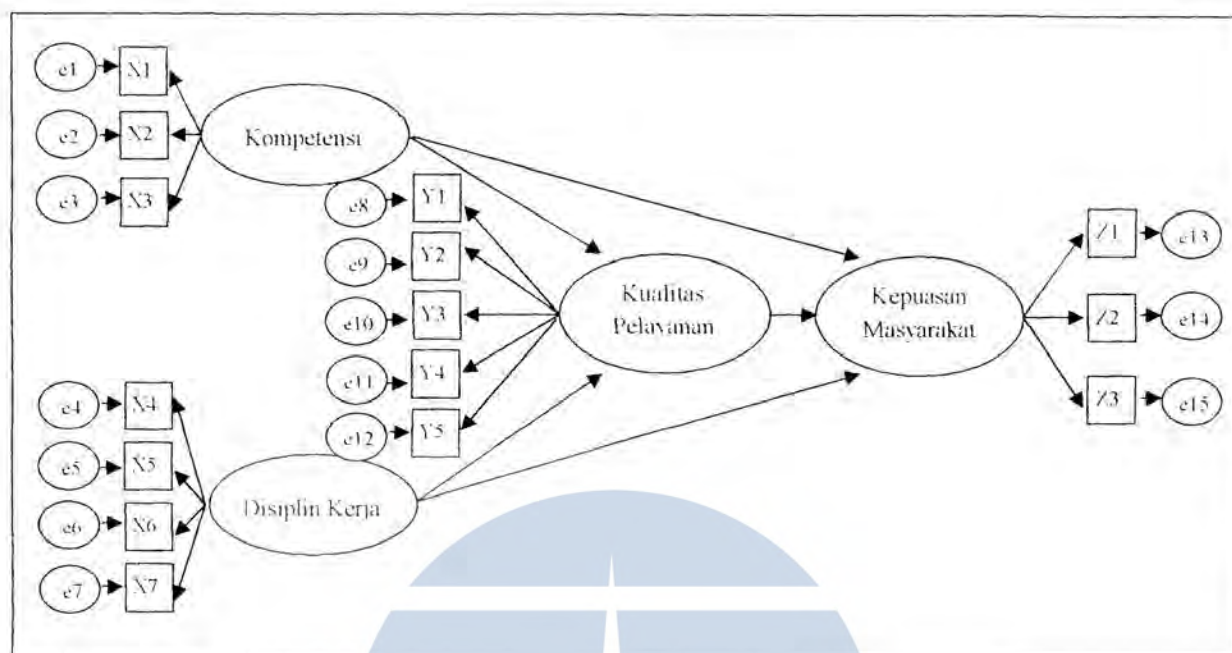 e1 X1
e2 X2
e3 X3
Kompetensi
e8 Y1
e9 Y2
e10 Y3
e11 Y4
e12 Y5
e4 X4
e5 X5
e6 X6
e7 X7
Disiplin Kerja
Kualitas
Pelayanan
Kepuasan
Masyarakat
Z1 e13
Z2 e14
Z3 e15